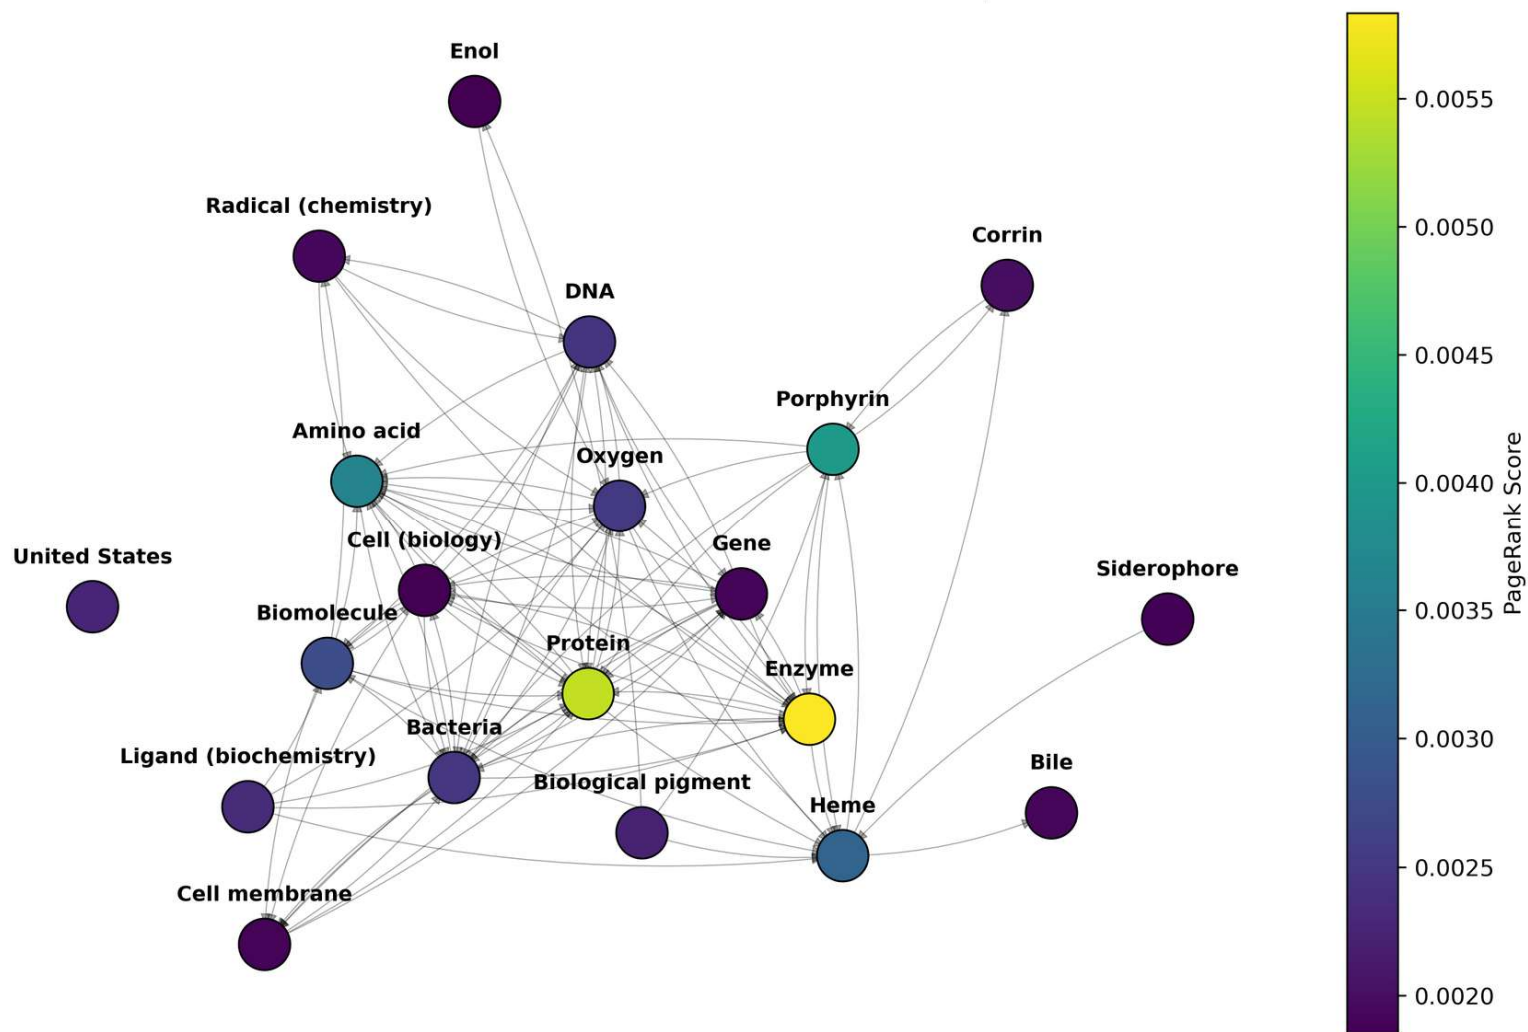 Enol
Radical (chemistry)
Corrin
DNA
Porphyrin
Amino acid
Oxygen
Cell (biology)
Gene
United States
Siderophore
Biomolecule
Protein
Enzyme
Bacteria
Ligand (biochemistry)
Biological pigment
Bile
Heme
Cell membrane
0.0055
0.0050
0.0045
0.0040
0.0035
0.0030
0.0025
0.0020
PageRank Score